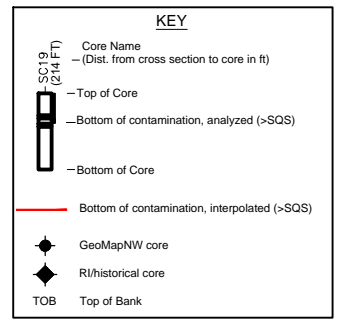 KEY
SC19
(214 FT)
Core Name
(Dist. from cross section to core in ft)
Top of Core
Bottom of contamination, analyzed (>SQS)
Bottom of Core
Bottom of contamination, interpolated (>SQS)
GeoMapNW core
RI/historical core
TOB Top of Bank